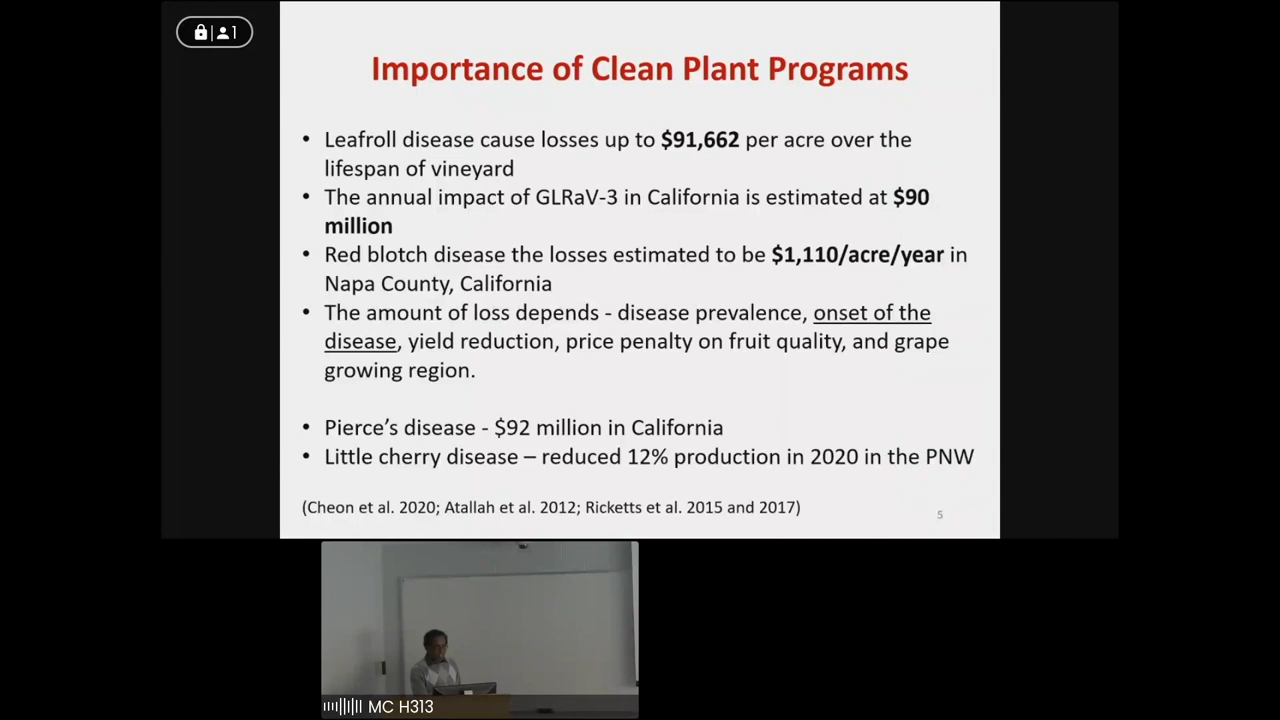 1
Importance of Clean Plant Programs
• Leafroll disease cause losses up to $91,662 per acre over the
lifespan of vineyard
• The annual impact of GLRaV-3 in California is estimated at $90
million
• Red blotch disease the losses estimated to be $1,110/acre/year in
Napa County, California
• The amount of loss depends - disease prevalence, onset of the
disease, yield reduction, price penalty on fruit quality, and grape
growing region.
• Pierce’s disease - $92 million in California
• Little cherry disease – reduced 12% production in 2020 in the PNW
(Cheon et al. 2020; Atallah et al. 2012; Ricketts et al. 2015 and 2017)
5
MC H313